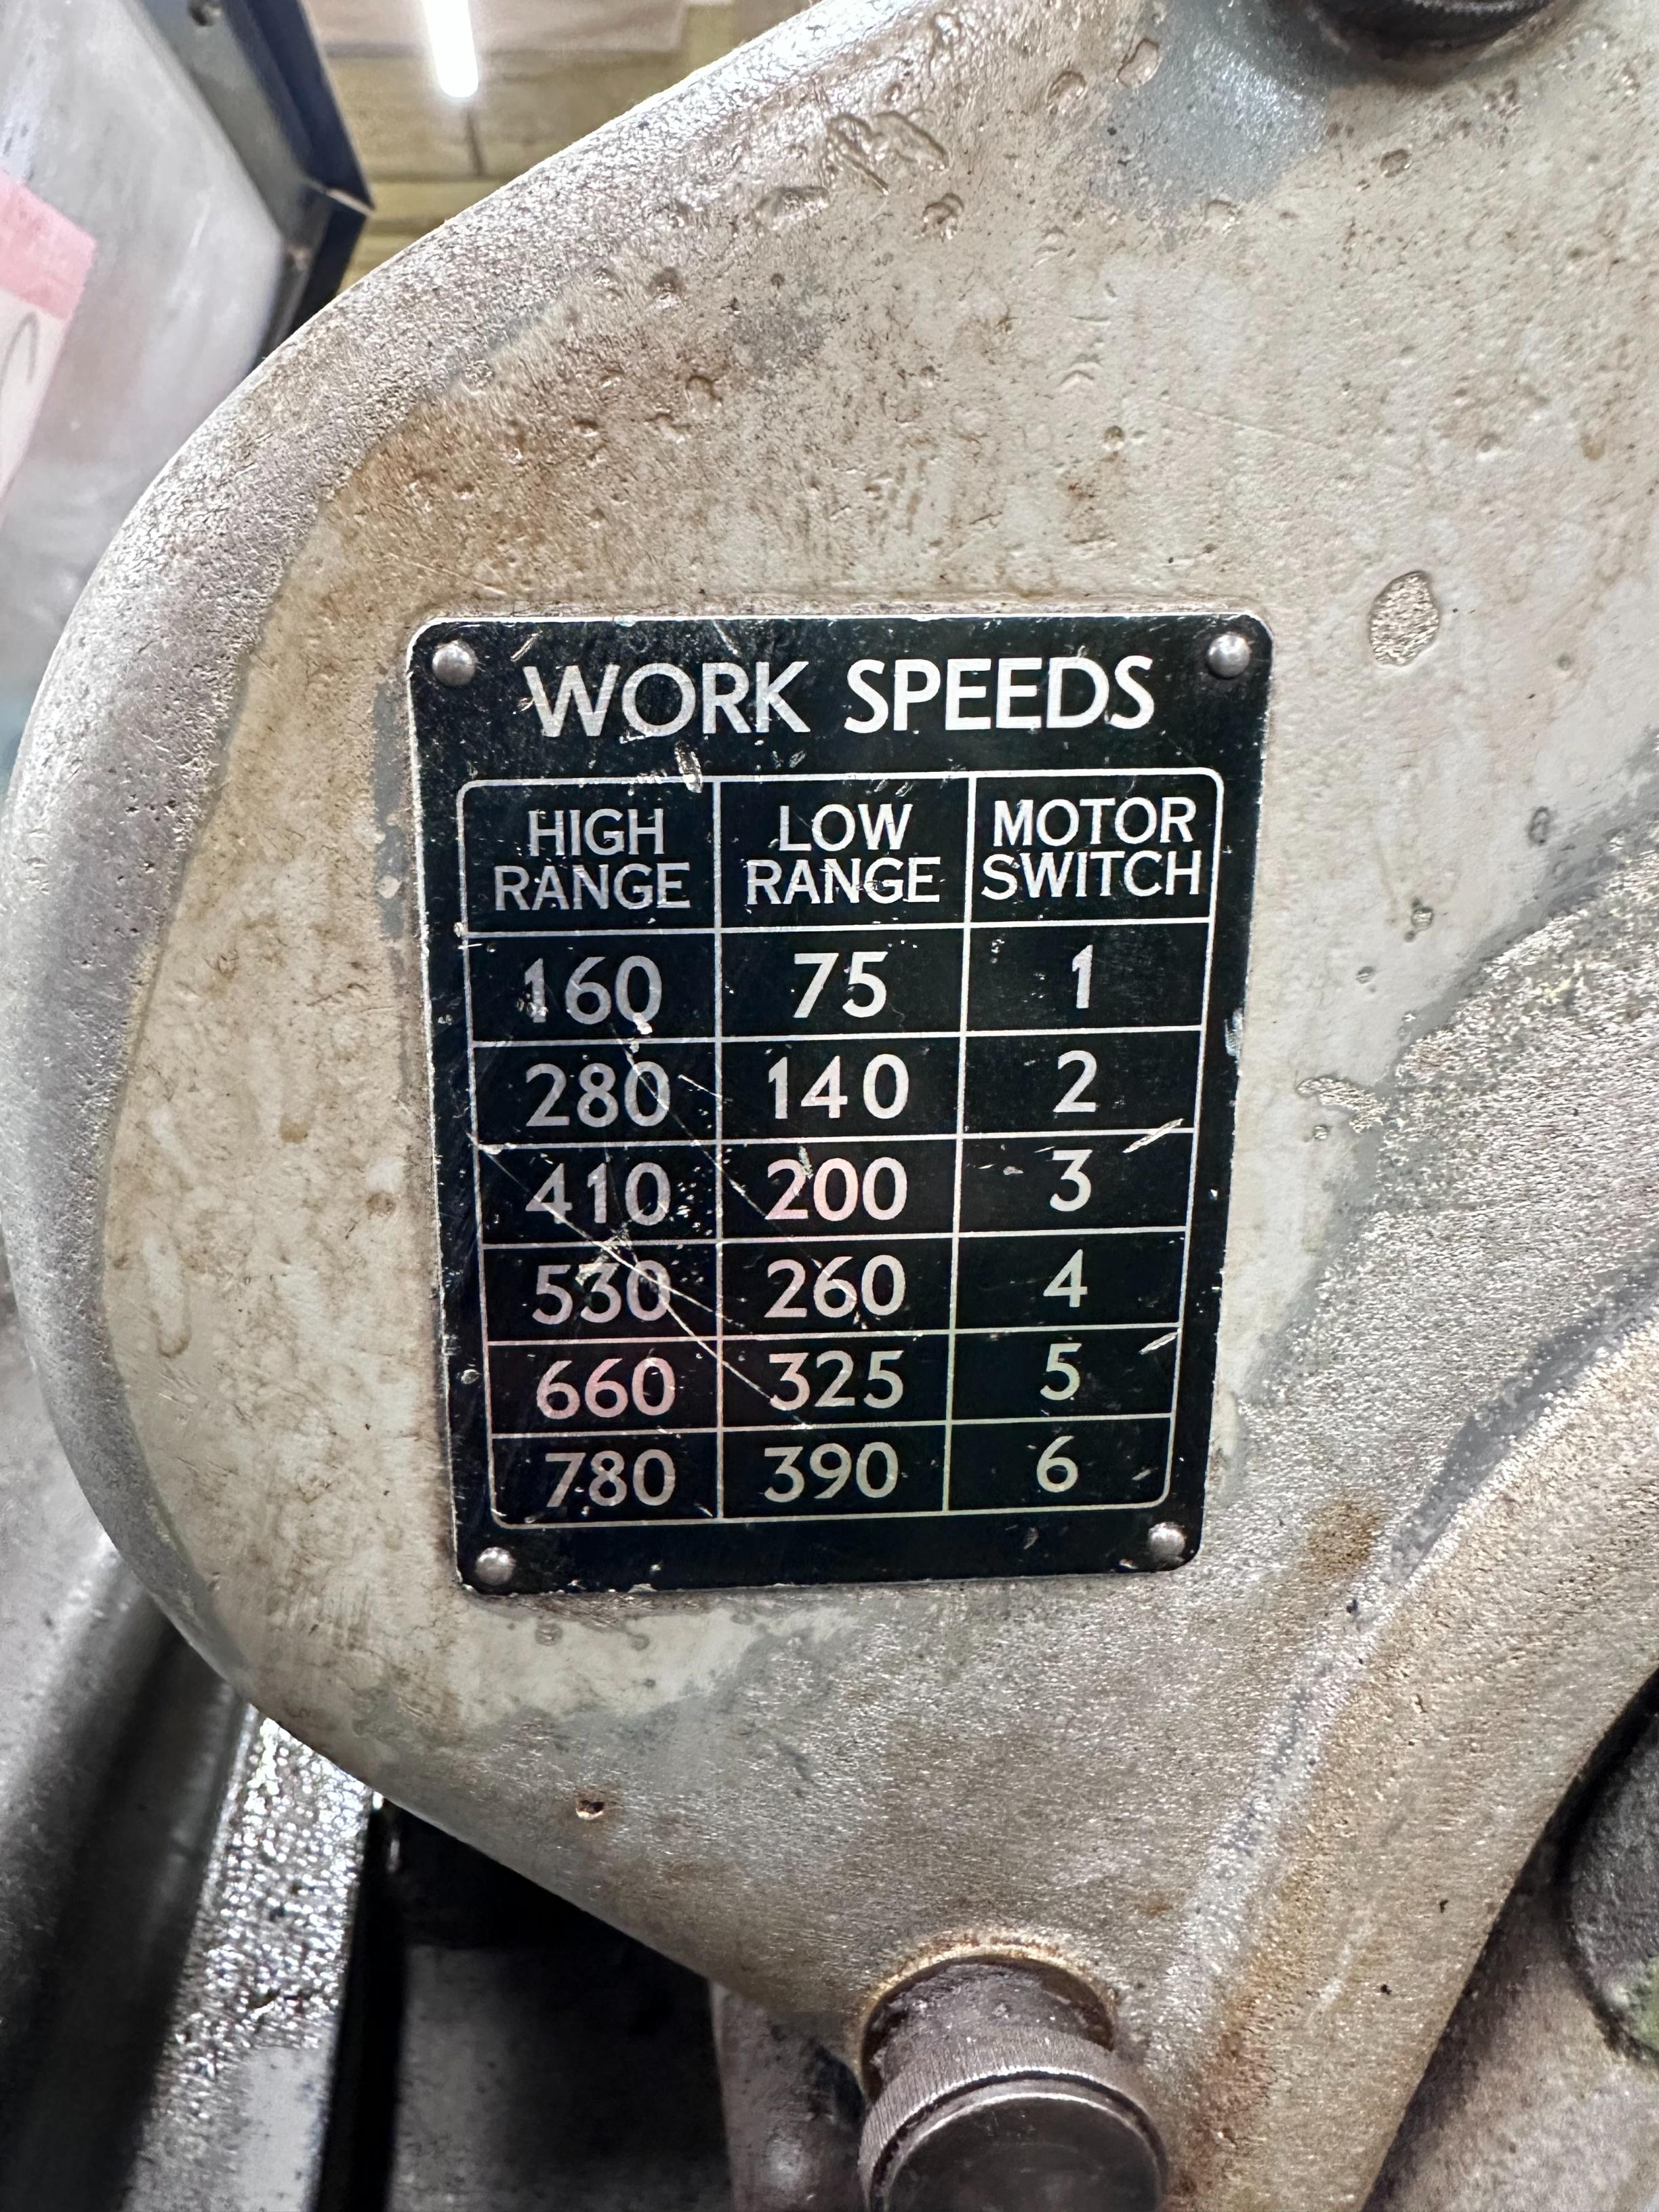 WORK SPEEDS
HIGH RANGE LOW RANGE MOTOR SWITCH
160 75 1
280 140 2
410 200 3
530 260 4
660 325 5
780 390 6